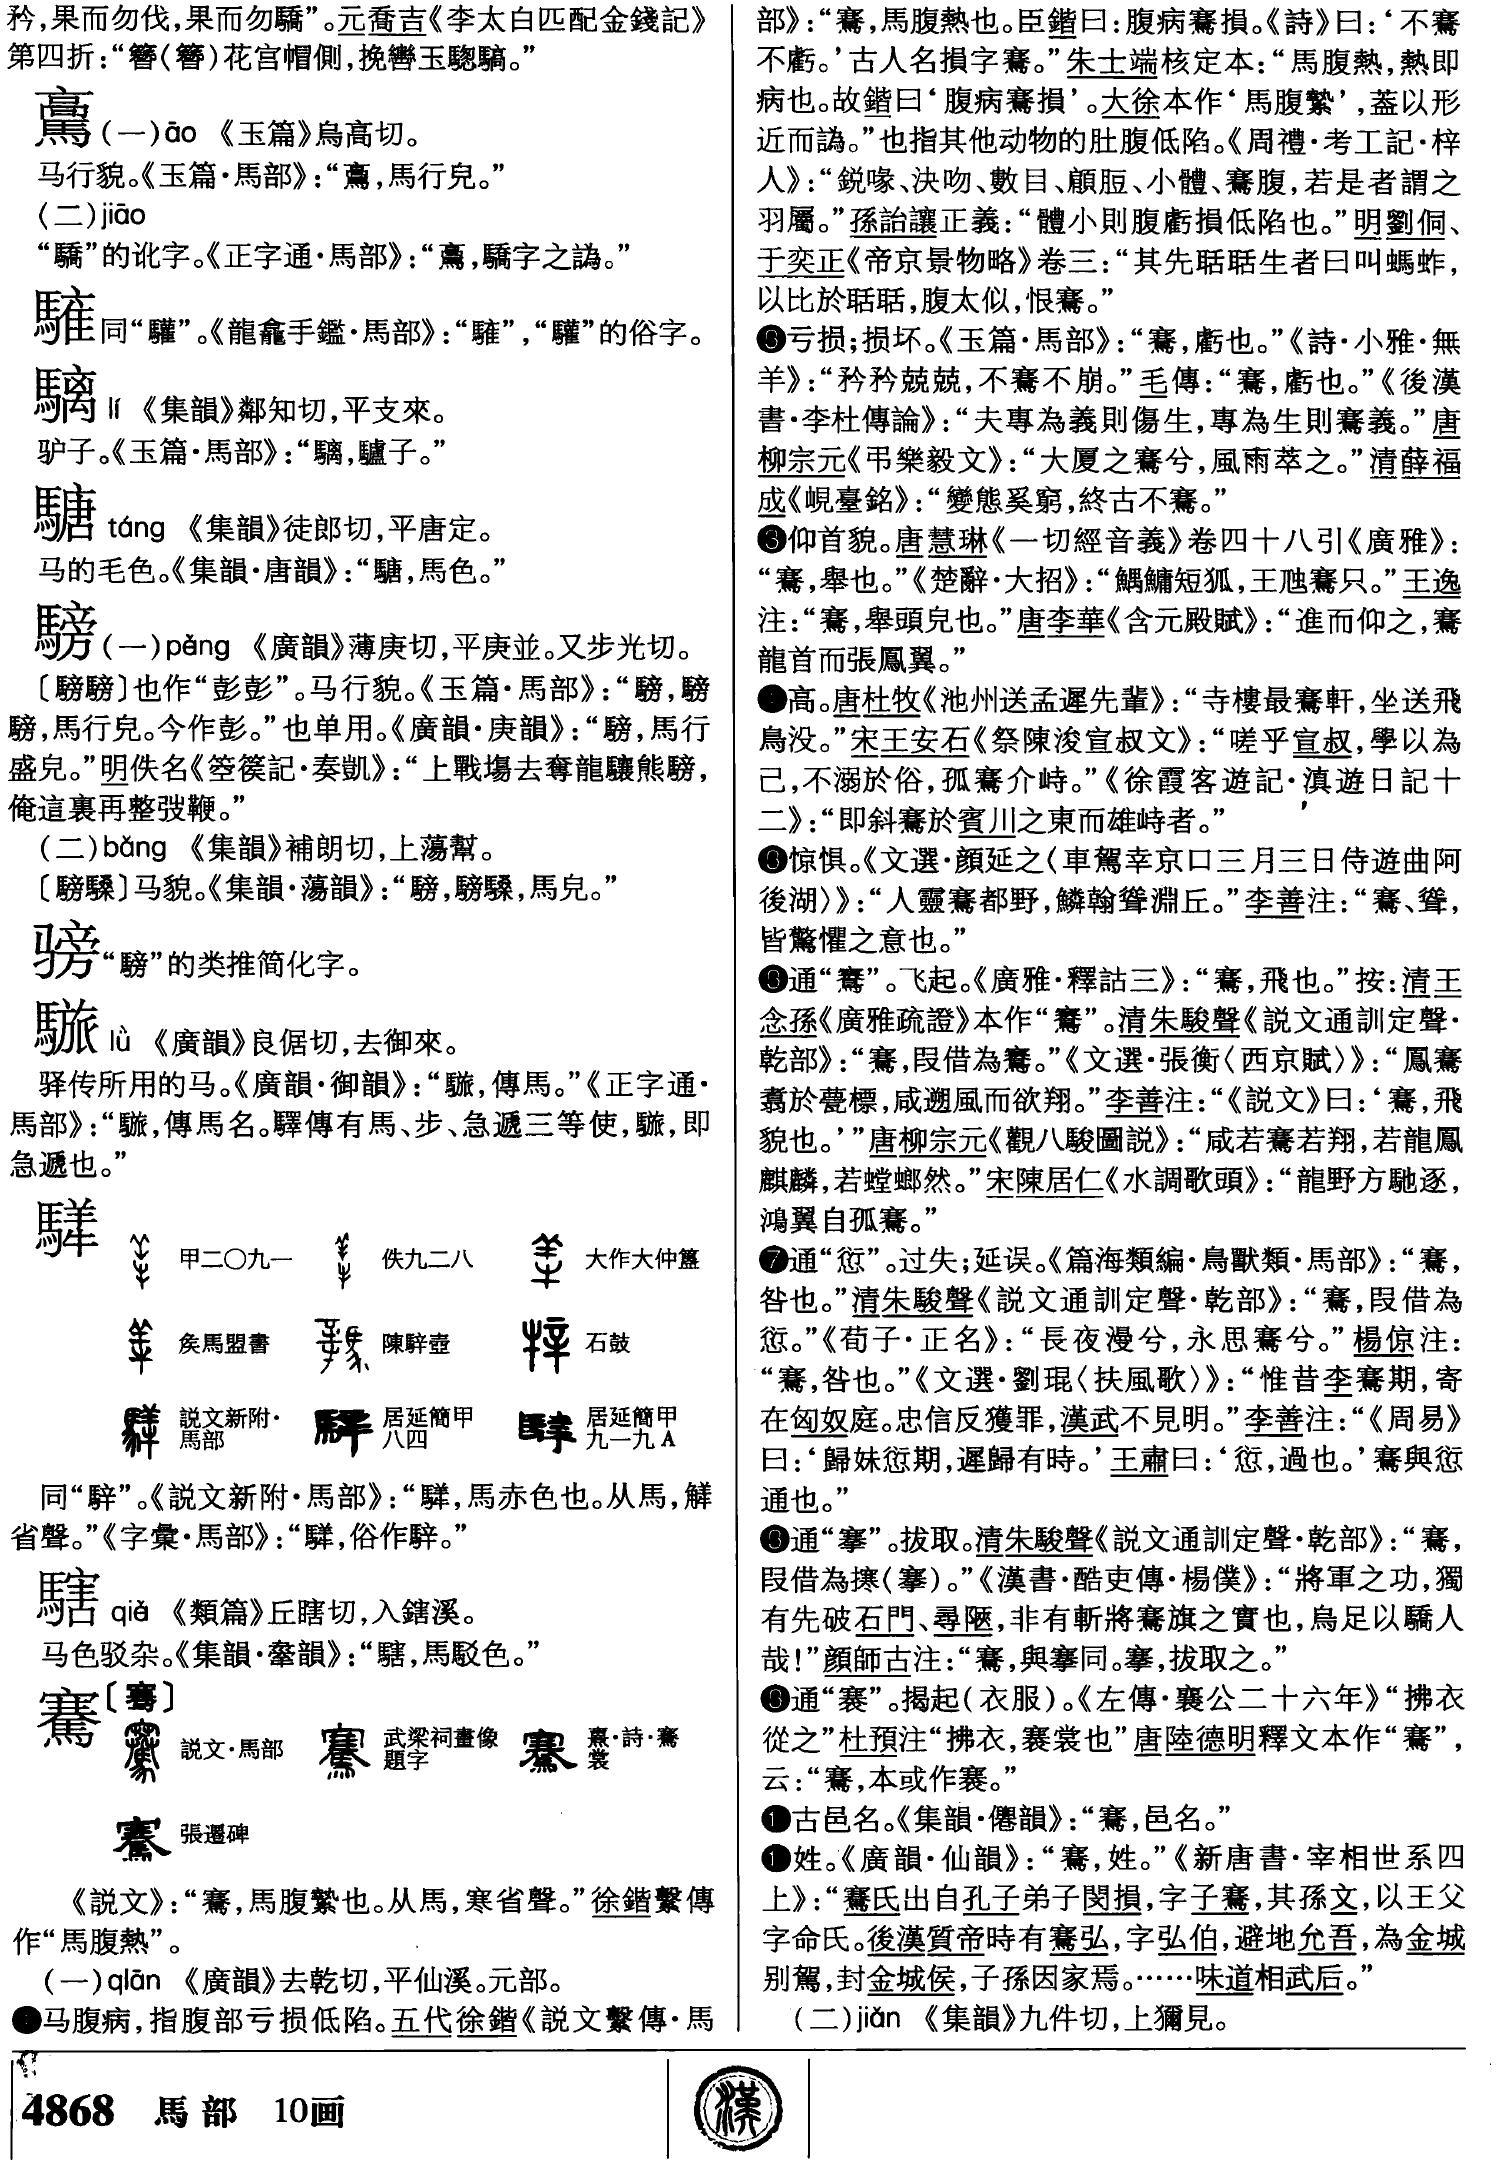 矜，果而勿伐，果而勿驕”。元喬吉《李太白匹配金錢記》
第四折：“簪（簪）花宫帽側，挽轡玉驄驕。”
（一）āo 《玉篇》烏高切。
马行貌。《玉篇·馬部》：“，馬行皃。”
（二）jiāo
“驕”的讹字。《正字通·馬部》：“，驕字之譌。”
同“驩”。《龍龕手鑑·馬部》：“”，“驩”的俗字。
lí 《集韻》鄰知切，平支來。
驴子。《玉篇·馬部》：“，驢子。”
䮶 táng 《集韻》徒郎切，平唐定。
马的毛色。《集韻·唐韻》：“，馬色。”
騯（一）péng 《廣韻》薄庚切，平庚並。又步光切。
〔騯騯〕也作“彭彭”。马行貌。《玉篇·馬部》：“騯，騯
騯，馬行皃。今作彭。”也单用。《廣韻·庚韻》：“騯，馬行
盛皃。”明佚名《箜篌記·奏凱》：“上戰場去奪龍驤熊騯，
俺這裏再整弢鞭。”
（二）bǎng 《集韻》補朗切，上蕩幫。
〔騯〕马貌。《集韻·蕩韻》：“騯，騯，馬皃。”
“騯”的类推简化字。
lǜ 《廣韻》良倨切，去御來。
驿传所用的马。《廣韻·御韻》：“，傳馬。”《正字通·
馬部》：“，傳馬名。驛傳有馬、步、急遞三等使，，即
急遞也。”
甲二〇九一 佚九二八 大作大仲簋
矦馬盟書 陳騂壺 石鼓
説文新附·馬部 居延簡甲八四 居延簡甲九一九A
同“騂”。《説文新附·馬部》：“，馬赤色也。从馬，觲
省聲。”《字彙·馬部》：“，俗作騂。”
qià 《類篇》丘瞎切，入鎋溪。
马色驳杂。《集韻·舝韻》：“，馬駁色。”
騫〔骞〕
説文·馬部 武梁祠畫像題字 熹·詩·騫裳
張遷碑
《説文》：“騫，馬腹縶也。从馬，寒省聲。”徐鍇繫傳
作“馬腹熱”。
（一）qiān 《廣韻》去乾切，平仙溪。元部。
❶马腹病，指腹部亏损低陷。五代徐鍇《説文繫傳·馬
部》：“騫，馬腹熱也。臣鍇曰：腹病騫損。《詩》曰：‘不騫
不虧。’古人名損字騫。”朱士端核定本：“馬腹熱，熱即
病也。故鍇曰‘腹病騫損’。大徐本作‘馬腹縶’，蓋以形
近而譌。”也指其他动物的肚腹低陷。《周禮·考工記·梓
人》：“鋭喙、決吻、數目、顅脰、小體、騫腹，若是者謂之
羽屬。”孫詒讓正義：“體小則腹虧損低陷也。”明劉侗、
于奕正《帝京景物略》卷三：“其先聒聒生者曰叫螞蚱，
以比於聒聒，腹太似，恨騫。”
❷亏损；损坏。《玉篇·馬部》：“騫，虧也。”《詩·小雅·無
羊》：“矜矜兢兢，不騫不崩。”毛傳：“騫，虧也。”《後漢
書·李杜傳論》：“夫專為義則傷生，專為生則騫義。”唐
柳宗元《弔樂毅文》：“大厦之騫兮，風雨萃之。”清薛福
成《峴臺銘》：“變態奚窮，終古不騫。”
❸仰首貌。唐慧琳《一切經音義》卷四十八引《廣雅》：
“騫，舉也。”《楚辭·大招》：“鰅鱅短狐，王虺騫只。”王逸
注：“騫，舉頭皃也。”唐李華《含元殿賦》：“進而仰之，騫
龍首而張鳳翼。”
❹高。唐杜牧《池州送孟遲先輩》：“寺樓最騫軒，坐送飛
鳥没。”宋王安石《祭陳浚宣叔文》：“嗟乎宣叔，學以為
己，不溺於俗，孤騫介峙。”《徐霞客遊記·滇遊日記十
二》：“即斜騫於賓川之東而雄峙者。”
❺惊惧。《文選·顔延之〈車駕幸京口三月三日侍遊曲阿
後湖〉》：“人靈騫都野，鱗翰聳淵丘。”李善注：“騫、聳，
皆驚懼之意也。”
❻通“鶱”。飞起。《廣雅·釋詁三》：“騫，飛也。”按：清王
念孫《廣雅疏證》本作“鶱”。清朱駿聲《説文通訓定聲·
乾部》：“騫，叚借為鶱。”《文選·張衡〈西京賦〉》：“鳳騫
翥於甍標，咸遡風而欲翔。”李善注：“《説文》曰：‘騫，飛
貌也。’”唐柳宗元《觀八駿圖説》：“咸若騫若翔，若龍鳳
麒麟，若螳螂然。”宋陳居仁《水調歌頭》：“龍野方馳逐，
鴻翼自孤騫。”
❼通“愆”。过失；延误。《篇海類編·鳥獸類·馬部》：“騫，
咎也。”清朱駿聲《説文通訓定聲·乾部》：“騫，叚借為
愆。”《荀子·正名》：“長夜漫兮，永思騫兮。”楊倞注：
“騫，咎也。”《文選·劉琨〈扶風歌〉》：“惟昔李騫期，寄
在匈奴庭。忠信反獲罪，漢武不見明。”李善注：“《周易》
曰：‘歸妹愆期，遲歸有時。’王肅曰：‘愆，過也。’騫與愆
通也。”
❽通“搴”。拔取。清朱駿聲《説文通訓定聲·乾部》：“騫，
叚借為攓（搴）。”《漢書·酷吏傳·楊僕》：“將軍之功，獨
有先破石門、尋陿，非有斬將騫旗之實也，烏足以驕人
哉！”顔師古注：“騫，與搴同。搴，拔取之。”
❾通“褰”。揭起（衣服）。《左傳·襄公二十六年》“拂衣
從之”杜預注“拂衣，褰裳也”唐陸德明釋文本作“騫”，
云：“騫，本或作褰。”
❿古邑名。《集韻·僊韻》：“騫，邑名。”
⓫姓。《廣韻·仙韻》：“騫，姓。”《新唐書·宰相世系四
上》：“騫氏出自孔子弟子閔損，字子騫，其孫文，以王父
字命氏。後漢質帝時有騫弘，字弘伯，避地允吾，為金城
别駕，封金城侯，子孫因家焉。……味道相武后。”
（二）jiǎn 《集韻》九件切，上獮見。
4868 馬部 10画
漢